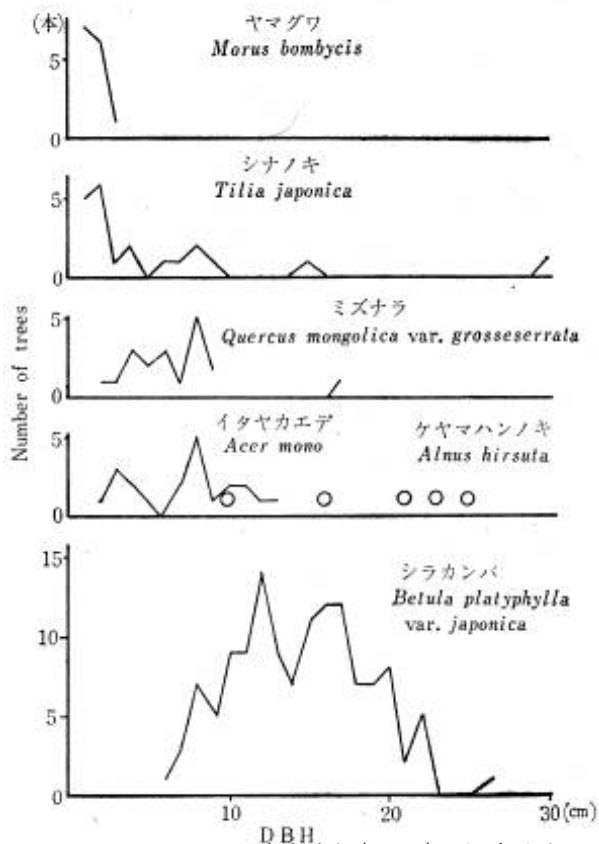 (本)
ヤマグワ
Morus bombycis
5
0
シナノキ
Tilia japonica
5
0
ミズナラ
Quercus mongolica var. grosseserrata
5
0
イタヤカエデ
Acer mono
ケヤマハンノキ
Alnus hirsuta
5
0
シラカンバ
Betula platyphylla
var. japonica
15
10
5
0
10
20
30(cm)
Number of trees
DBH